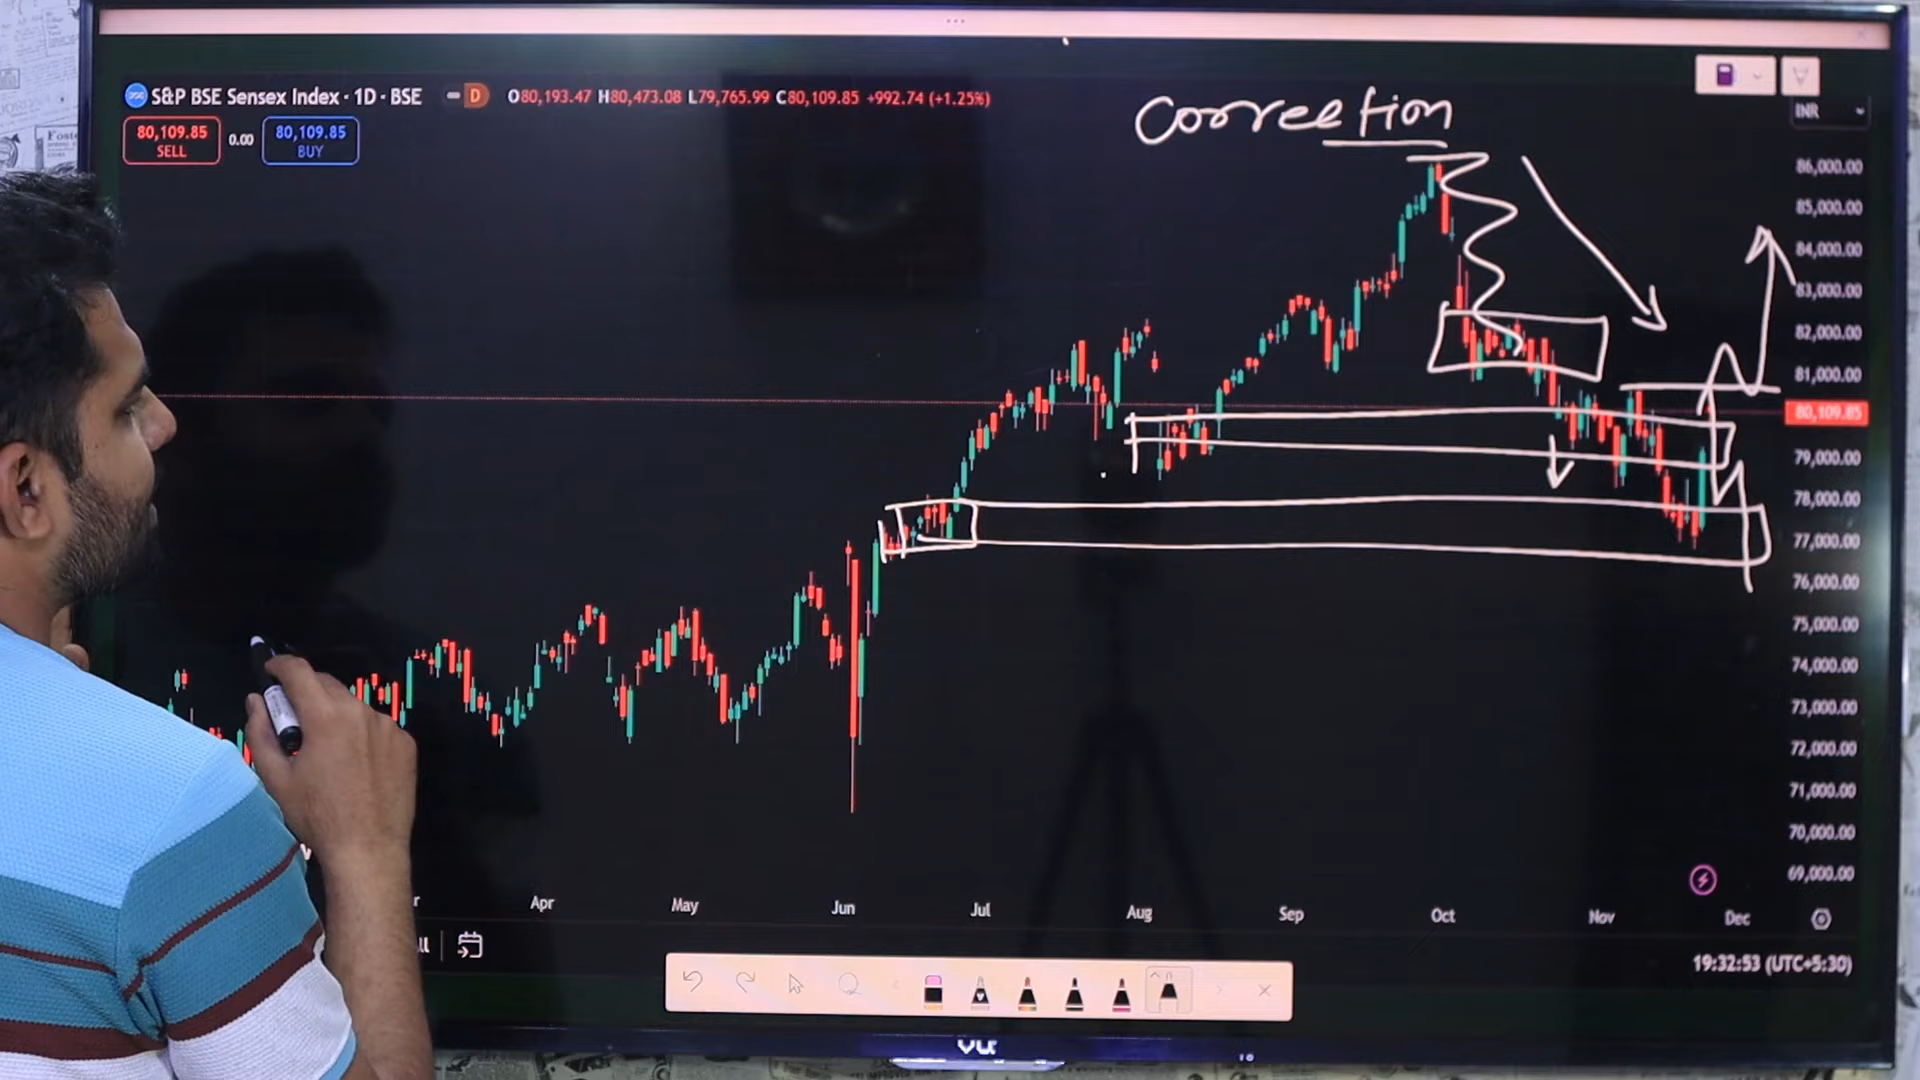 S&P BSE Sensex Index · 1D · BSE
D
O80,193.47 H80,473.08 L79,765.99 C80,109.85 +992.74 (+1.25%)
80,109.85
SELL
0.00
80,109.85
BUY
Correction
INR
86,000.00
85,000.00
84,000.00
83,000.00
82,000.00
81,000.00
80,109.85
79,000.00
78,000.00
77,000.00
76,000.00
75,000.00
74,000.00
73,000.00
72,000.00
71,000.00
70,000.00
69,000.00
r Apr May Jun Jul Aug Sep Oct Nov Dec
ll
19:32:53 (UTC+5:30)
Vu